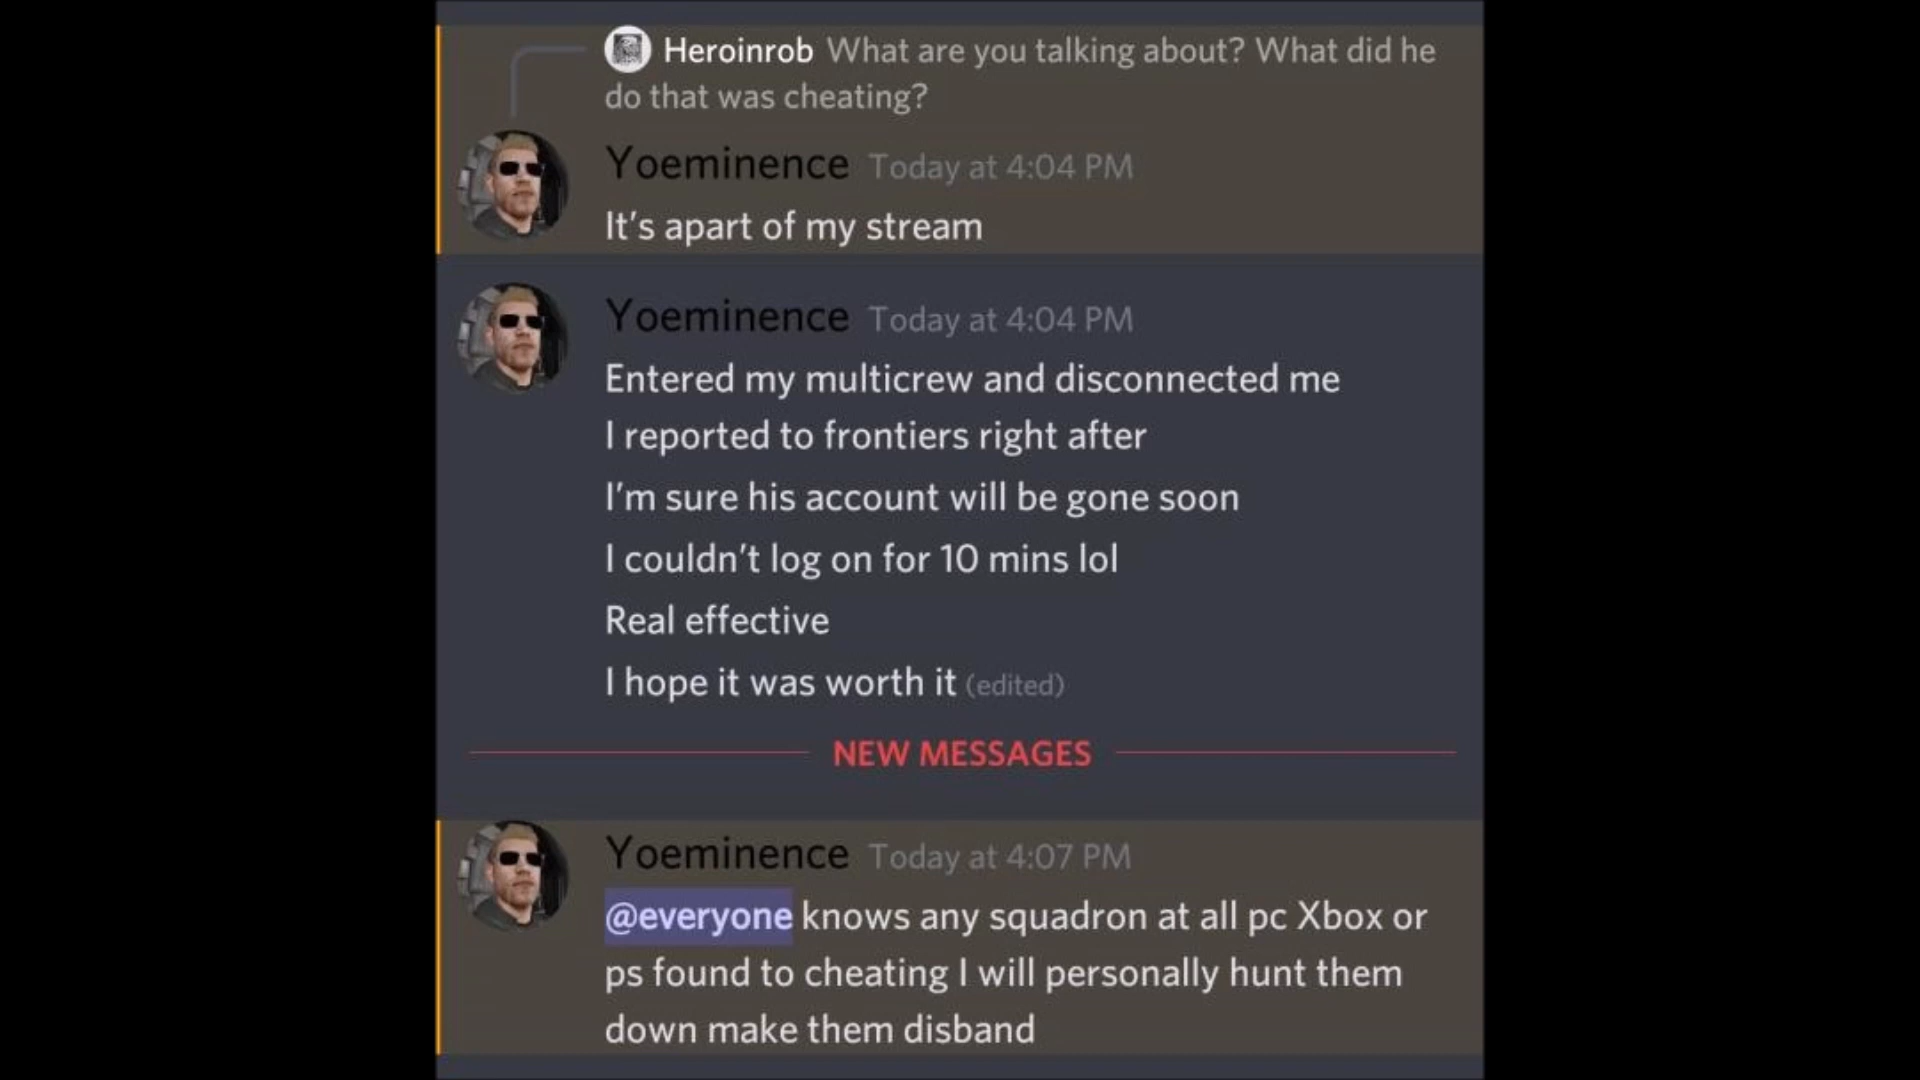 Heroinrob What are you talking about? What did he
do that was cheating?
Yoeminence Today at 4:04 PM
It's apart of my stream
Yoeminence Today at 4:04 PM
Entered my multicrew and disconnected me
I reported to frontiers right after
I'm sure his account will be gone soon
I couldn't log on for 10 mins lol
Real effective
I hope it was worth it (edited)
NEW MESSAGES
Yoeminence Today at 4:07 PM
@everyone knows any squadron at all pc Xbox or
ps found to cheating I will personally hunt them
down make them disband